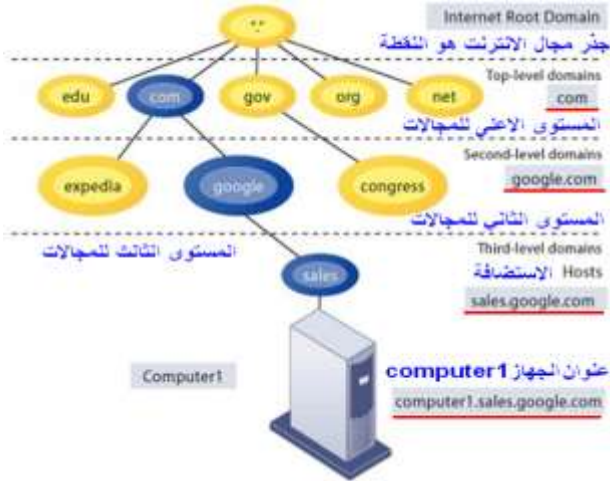 Internet Root Domain
"."
جذر مجال الانترنت هو النقطة
Top-level domains
edu com gov org net
com
المستوى الاعلي للمجالات
Second-level domains
expedia google congress
google.com
المستوى الثاني للمجالات
Third-level domains
المستوى الثالث للمجالات
الاستضافة Hosts
sales
sales.google.com
Computer1
عنوان الجهاز computer1
computer1.sales.google.com